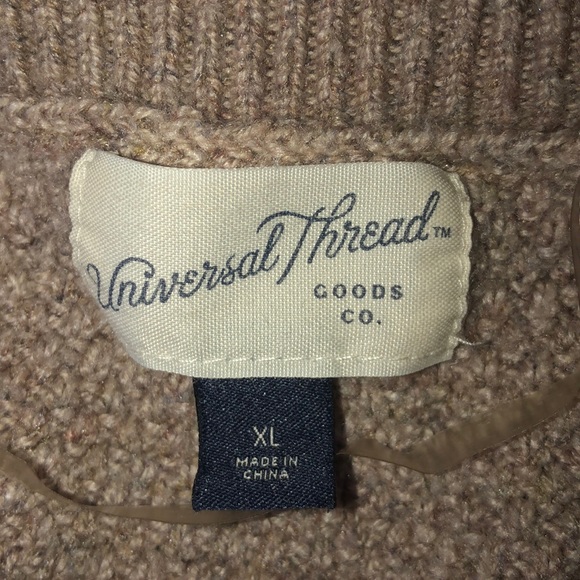 Universal Thread™
GOODS
CO.
XL
MADE IN
CHINA